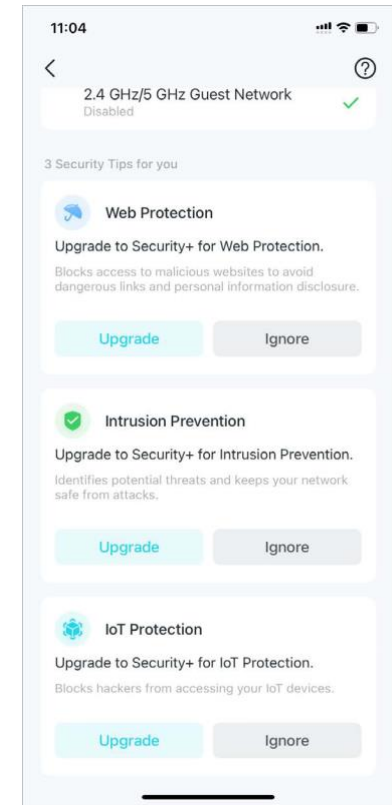 11:04
2.4 GHz/5 GHz Guest Network
Disabled
3 Security Tips for you
Web Protection
Upgrade to Security+ for Web Protection.
Blocks access to malicious websites to avoid
dangerous links and personal information disclosure.
Upgrade Ignore
Intrusion Prevention
Upgrade to Security+ for Intrusion Prevention.
Identifies potential threats and keeps your network
safe from attacks.
Upgrade Ignore
IoT Protection
Upgrade to Security+ for IoT Protection.
Blocks hackers from accessing your IoT devices.
Upgrade Ignore